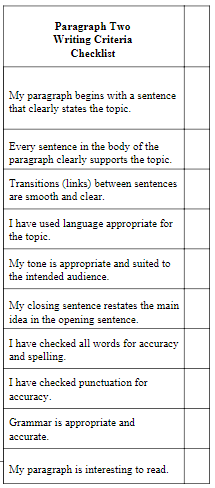 Paragraph Two
Writing Criteria
Checklist
My paragraph begins with a sentence
that clearly states the topic.
Every sentence in the body of the
paragraph clearly supports the topic.
Transitions (links) between sentences
are smooth and clear.
I have used language appropriate for
the topic.
My tone is appropriate and suited to
the intended audience.
My closing sentence restates the main
idea in the opening sentence.
I have checked all words for accuracy
and spelling.
I have checked punctuation for
accuracy.
Grammar is appropriate and
accurate.
My paragraph is interesting to read.